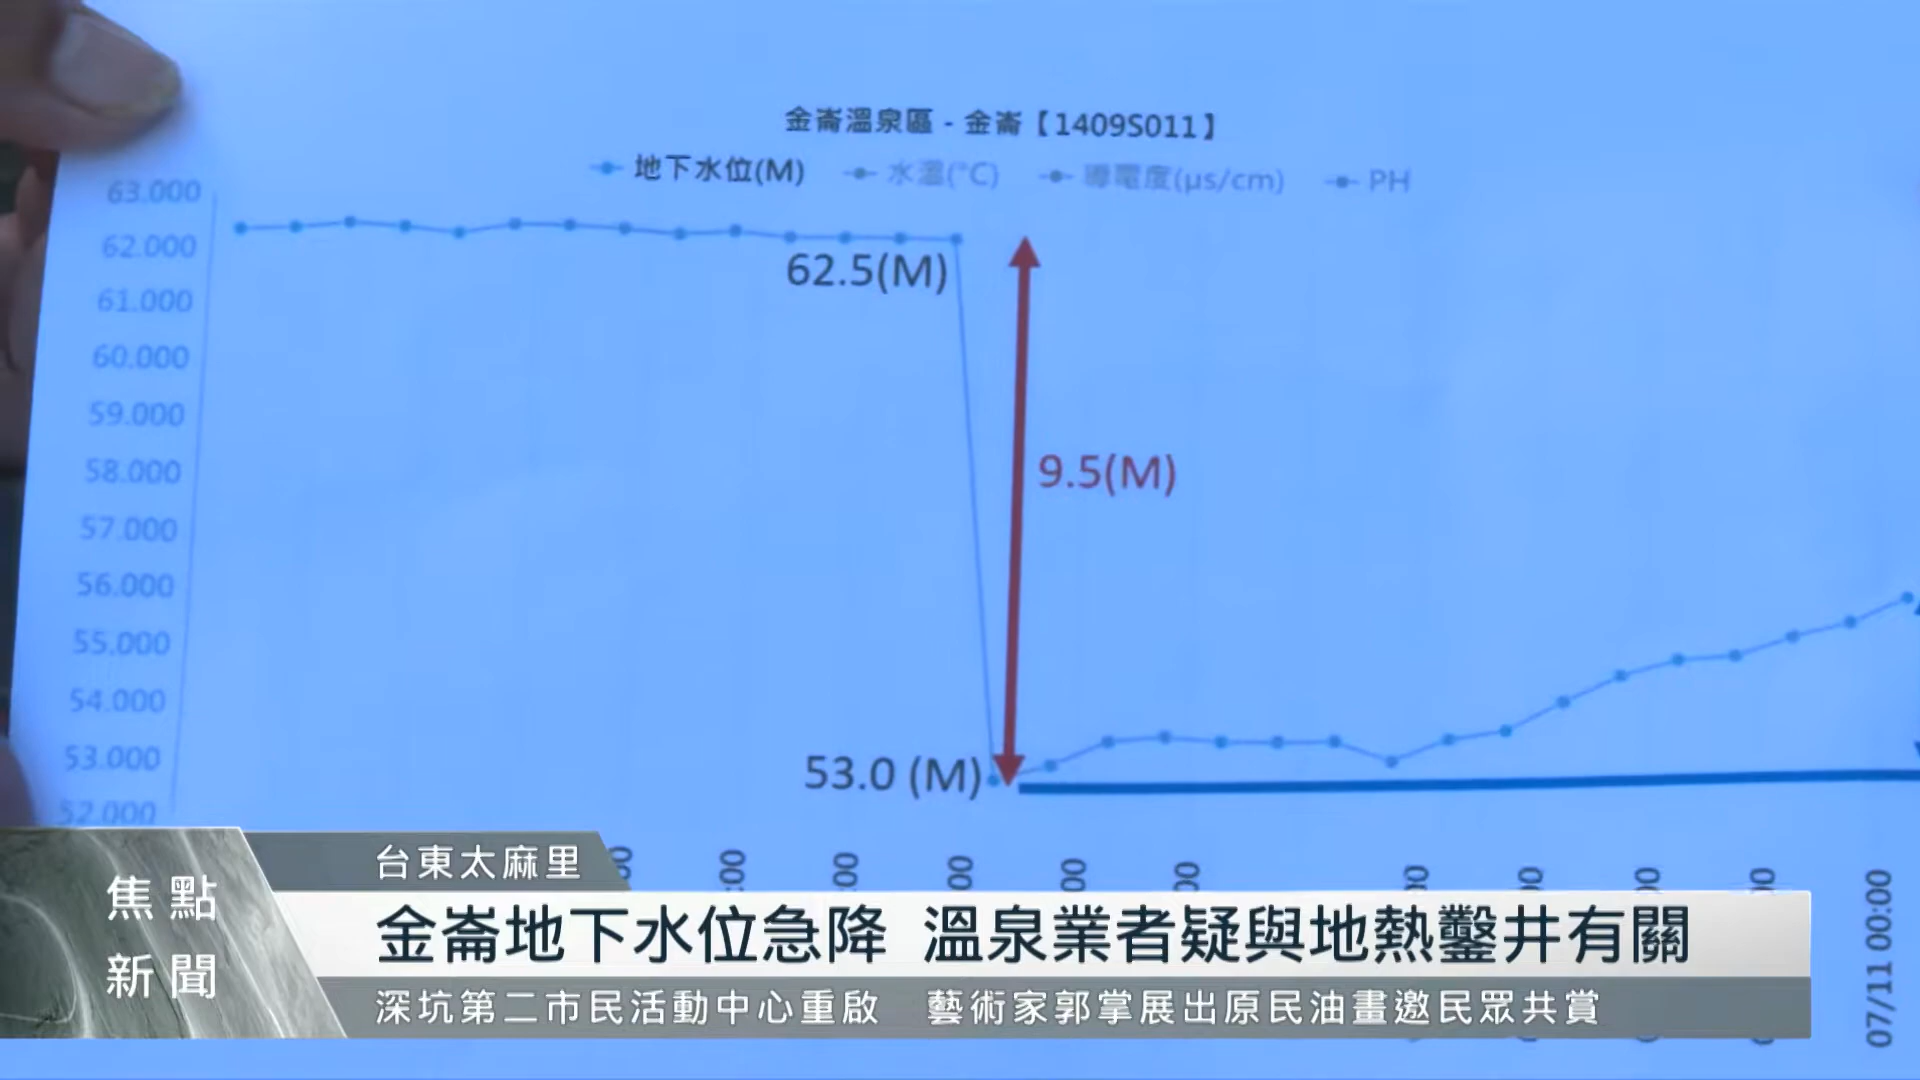 金崙溫泉區 - 金崙【1409S011】
地下水位(M) 水溫(°C) 導電度(μs/cm) PH
63.000
62.000
61.000
60.000
59.000
58.000
57.000
56.000
55.000
54.000
53.000
52.000
62.5(M)
9.5(M)
53.0 (M)
07/11 00:00
台東太麻里
焦點
新聞
金崙地下水位急降 溫泉業者疑與地熱鑿井有關
深坑第二市民活動中心重啟 藝術家郭掌展出原民油畫邀民眾共賞